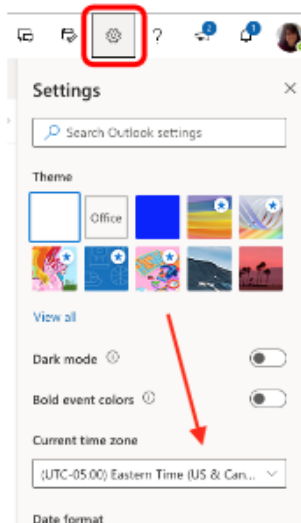 ?
Settings
Search Outlook settings
Theme
Office
View all
Dark mode
Bold event colors
Current time zone
(UTC-05:00) Eastern Time (US & Can...
Date format